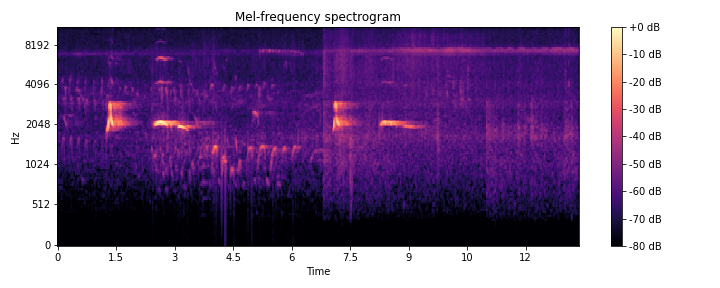 Mel-frequency spectrogram
Hz
8192
4096
2048
1024
512
0
0 1.5 3 4.5 6 7.5 9 10 12
Time
+0 dB
-10 dB
-20 dB
-30 dB
-40 dB
-50 dB
-60 dB
-70 dB
-80 dB